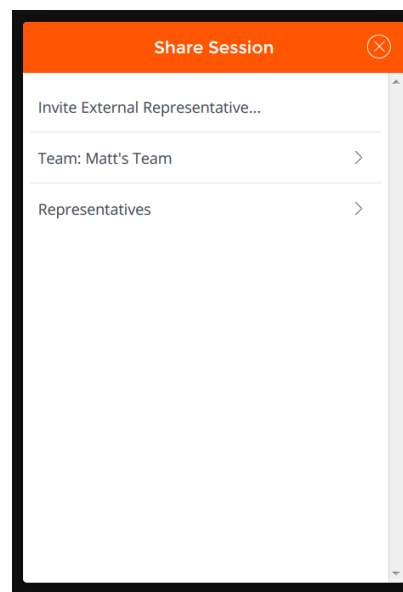 Share Session
Invite External Representative...
Team: Matt's Team
Representatives